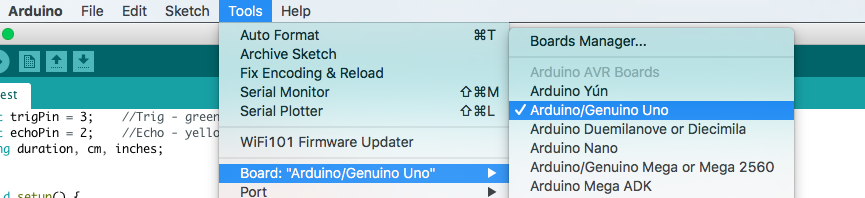 Arduino File Edit Sketch Tools Help
Auto Format ⌘T
Archive Sketch
Fix Encoding & Reload
Serial Monitor ⇧⌘M
Serial Plotter ⇧⌘L
WiFi101 Firmware Updater
Board: "Arduino/Genuino Uno"
Port
Boards Manager...
Arduino AVR Boards
Arduino Yún
✓ Arduino/Genuino Uno
Arduino Duemilanove or Diecimila
Arduino Nano
Arduino/Genuino Mega or Mega 2560
Arduino Mega ADK
trigPin = 3; //Trig - green
echoPin = 2; //Echo - yello
duration, cm, inches;
setup() {